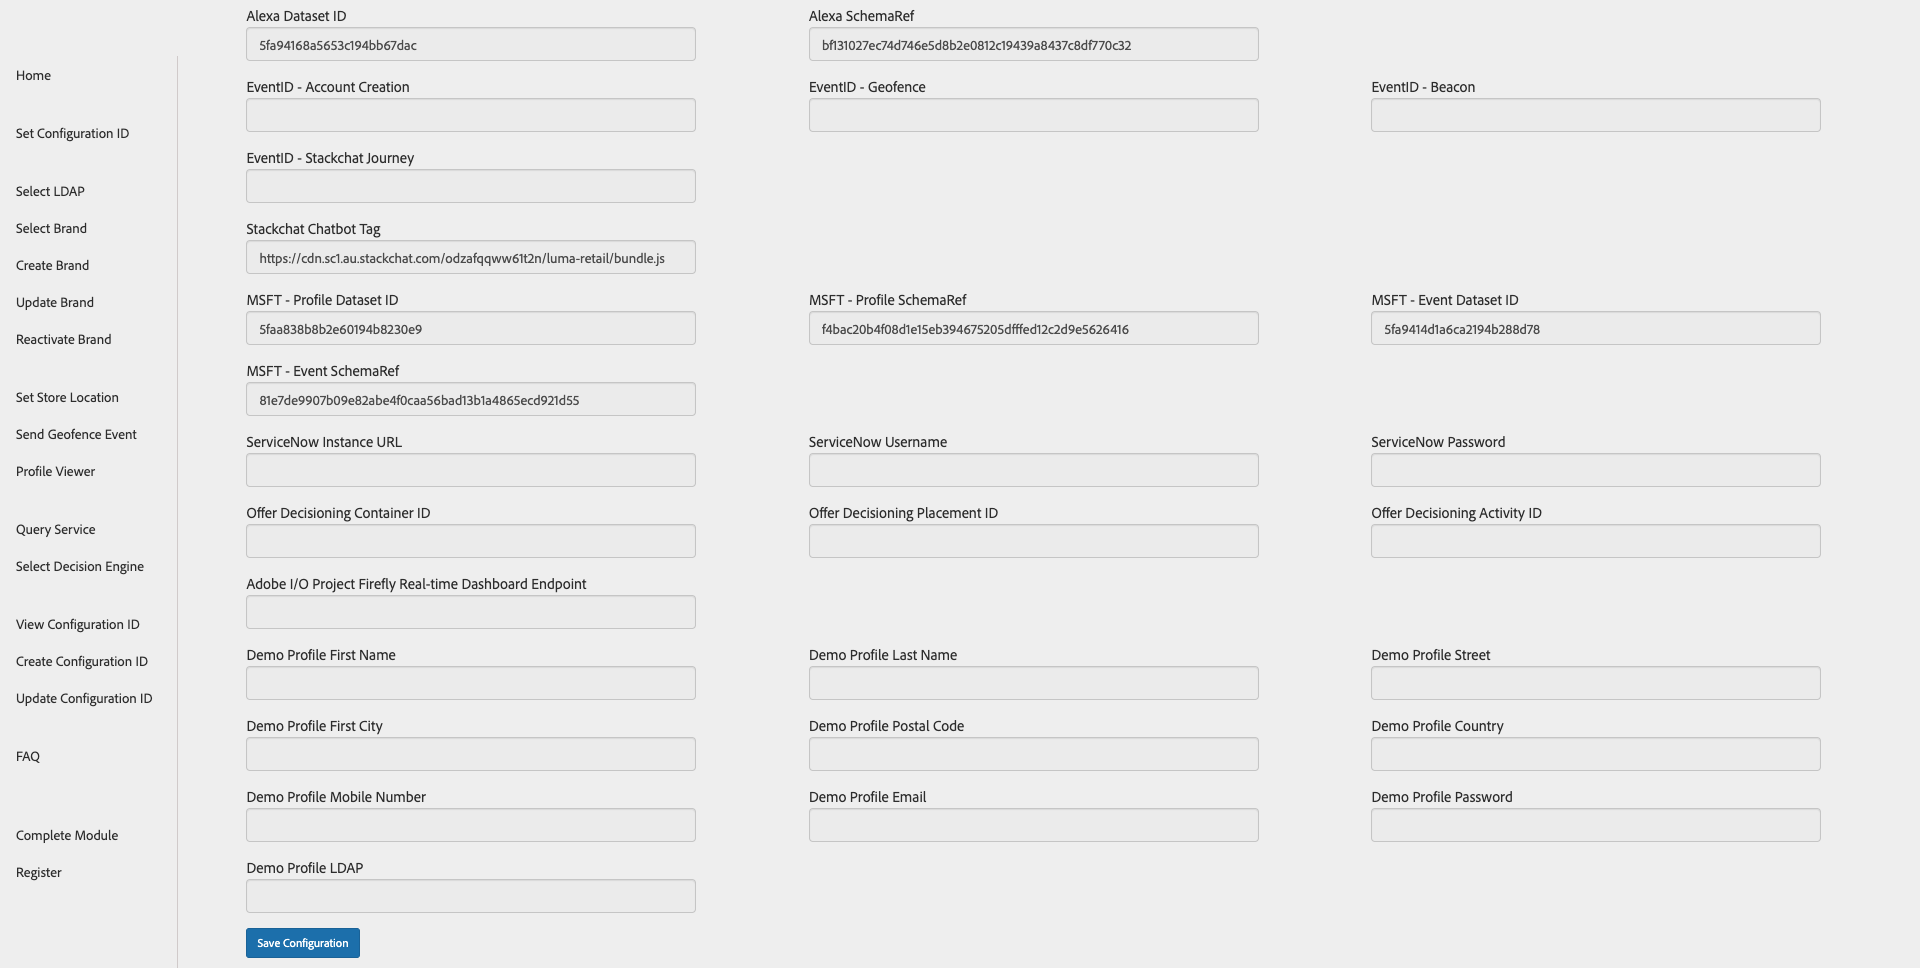 Home
Set Configuration ID
Select LDAP
Select Brand
Create Brand
Update Brand
Reactivate Brand
Set Store Location
Send Geofence Event
Profile Viewer
Query Service
Select Decision Engine
View Configuration ID
Create Configuration ID
Update Configuration ID
FAQ
Complete Module
Register
Alexa Dataset ID
5fa94168a5653c194bb67dac
Alexa SchemaRef
bf131027ec74d746e5d8b2e0812c19439a8437c8df770c32
EventID - Account Creation
EventID - Geofence
EventID - Beacon
EventID - Stackchat Journey
Stackchat Chatbot Tag
https://cdn.sc1.au.stackchat.com/odzafqqww61t2n/luma-retail/bundle.js
MSFT - Profile Dataset ID
5faa838b8b2e60194b8230e9
MSFT - Profile SchemaRef
f4bac20b4f08d1e15eb394675205dfffed12c2d9e5626416
MSFT - Event Dataset ID
5fa9414d1a6ca2194b288d78
MSFT - Event SchemaRef
81e7de9907b09e82abe4f0caa56bad13b1a4865ecd921d55
ServiceNow Instance URL
ServiceNow Username
ServiceNow Password
Offer Decisioning Container ID
Offer Decisioning Placement ID
Offer Decisioning Activity ID
Adobe I/O Project Firefly Real-time Dashboard Endpoint
Demo Profile First Name
Demo Profile Last Name
Demo Profile Street
Demo Profile First City
Demo Profile Postal Code
Demo Profile Country
Demo Profile Mobile Number
Demo Profile Email
Demo Profile Password
Demo Profile LDAP
Save Configuration